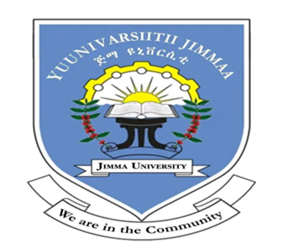 YUUNIVARSIITII JIMMAA
ጅማ ዩኒቨርሲቲ
JIMMA UNIVERSITY
We are in the Community